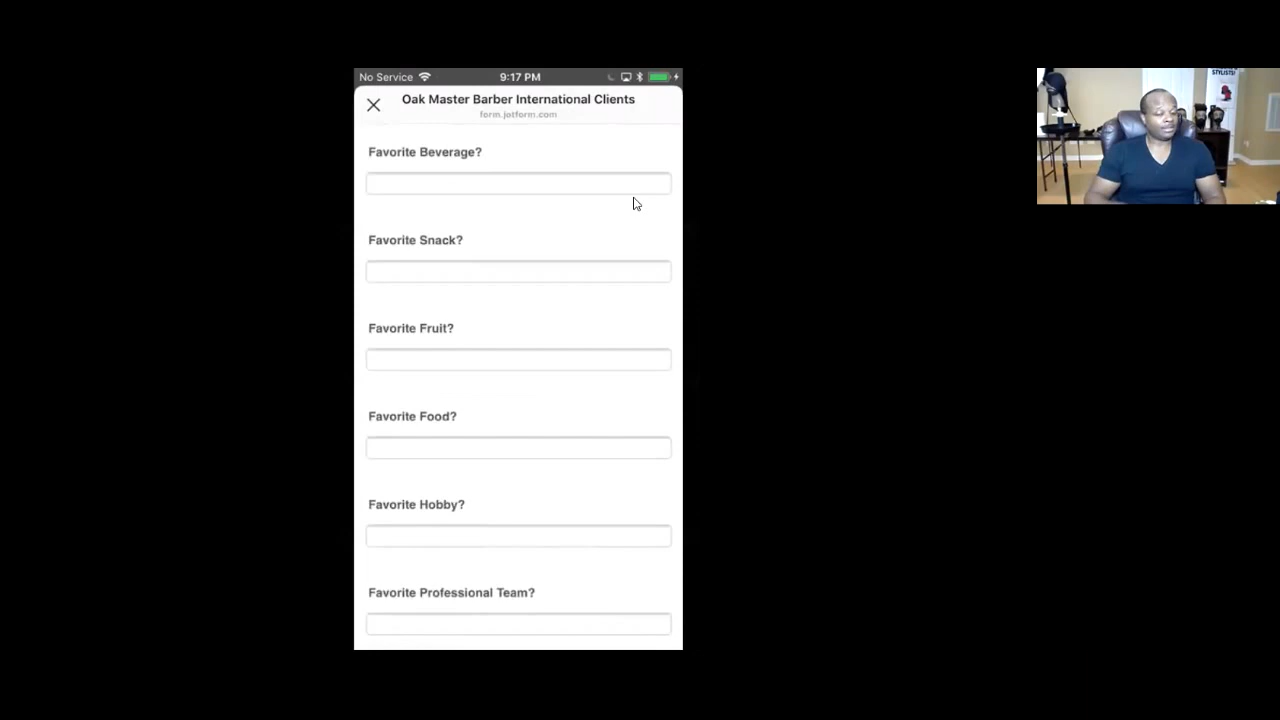 No Service
9:17 PM
Oak Master Barber International Clients
form.jotform.com
Favorite Beverage?
Favorite Snack?
Favorite Fruit?
Favorite Food?
Favorite Hobby?
Favorite Professional Team?
STYLIST